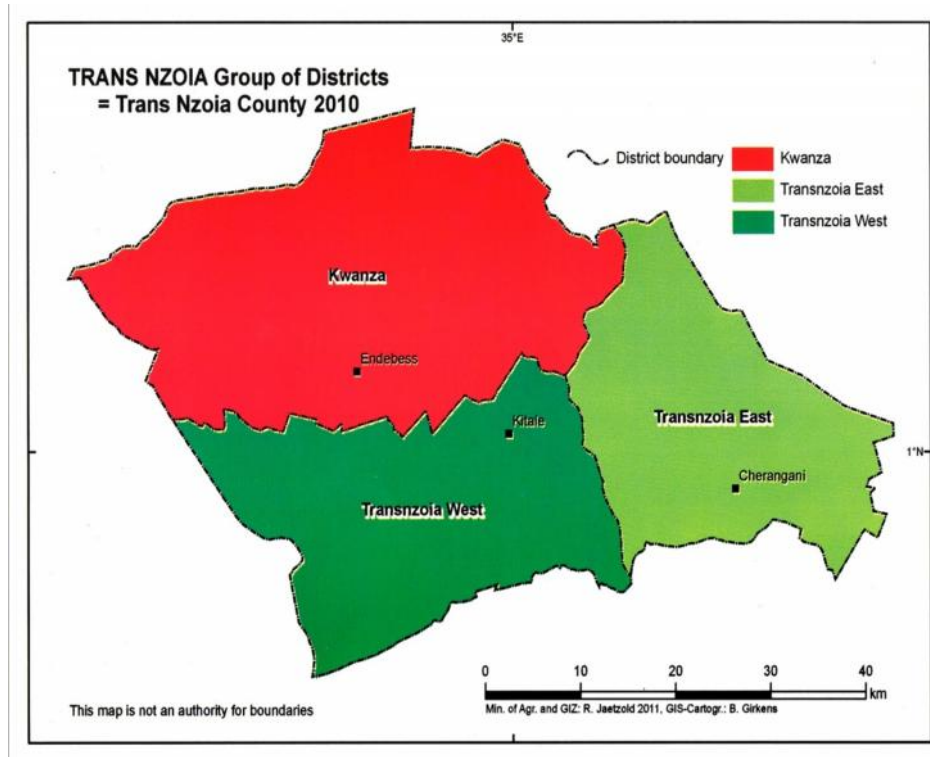 35°E
TRANS NZOIA Group of Districts
= Trans Nzoia County 2010
District boundary
Kwanza
Transnzoia East
Transnzoia West
Kwanza
Endebess
Kitale
Transnzoia East
1°N
Cherangani
Transnzoia West
0 10 20 30 40
km
This map is not an authority for boundaries
Min. of Agr. and GIZ: R. Jaetzold 2011, GIS-Cartogr.: B. Girkens